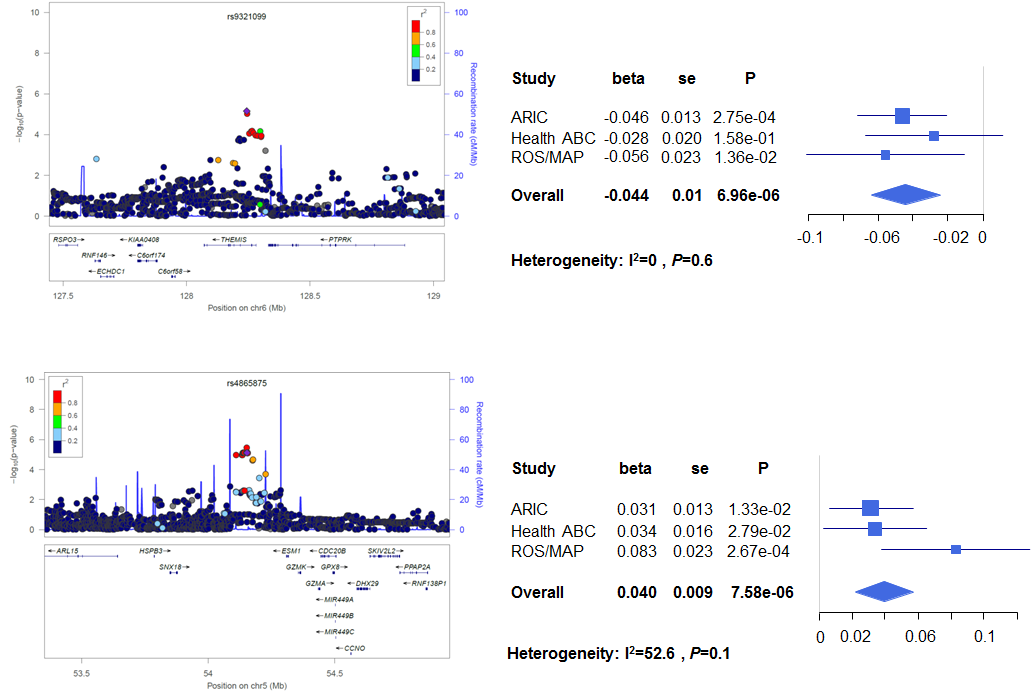 rs9321099
r2
0.8
0.6
0.4
0.2
10
8
6
4
2
0
−log10(p−value)
100
80
60
40
20
0
Recombination rate (cM/Mb)
RSPO3→
←KIAA0408
←THEMIS
←PTPRK
RNF146→
←C6orf174
←ECHDC1
C6orf58→
127.5
128
128.5
129
Position on chr6 (Mb)
Study beta se P
ARIC -0.046 0.013 2.75e-04
Health ABC -0.028 0.020 1.58e-01
ROS/MAP -0.056 0.023 1.36e-02
Overall -0.044 0.01 6.96e-06
-0.1 -0.06 -0.02 0
Heterogeneity: I2=0 , P=0.6
rs4865875
r2
0.8
0.6
0.4
0.2
10
8
6
4
2
0
−log10(p−value)
100
80
60
40
20
0
Recombination rate (cM/Mb)
←ARL15
HSPB3→
ESM1
←CDC20B
SKIV2L2→
SNX18→
GZMK→
GPX8→
←PPAP2A
GZMA→
←DHX29
←RNF138P1
←MIR449A
←MIR449B
←MIR449C
←CCNO
53.5
54
54.5
Position on chr5 (Mb)
Study beta se P
ARIC 0.031 0.013 1.33e-02
Health ABC 0.034 0.016 2.79e-02
ROS/MAP 0.083 0.023 2.67e-04
Overall 0.040 0.009 7.58e-06
0 0.02 0.06 0.1
Heterogeneity: I2=52.6 , P=0.1